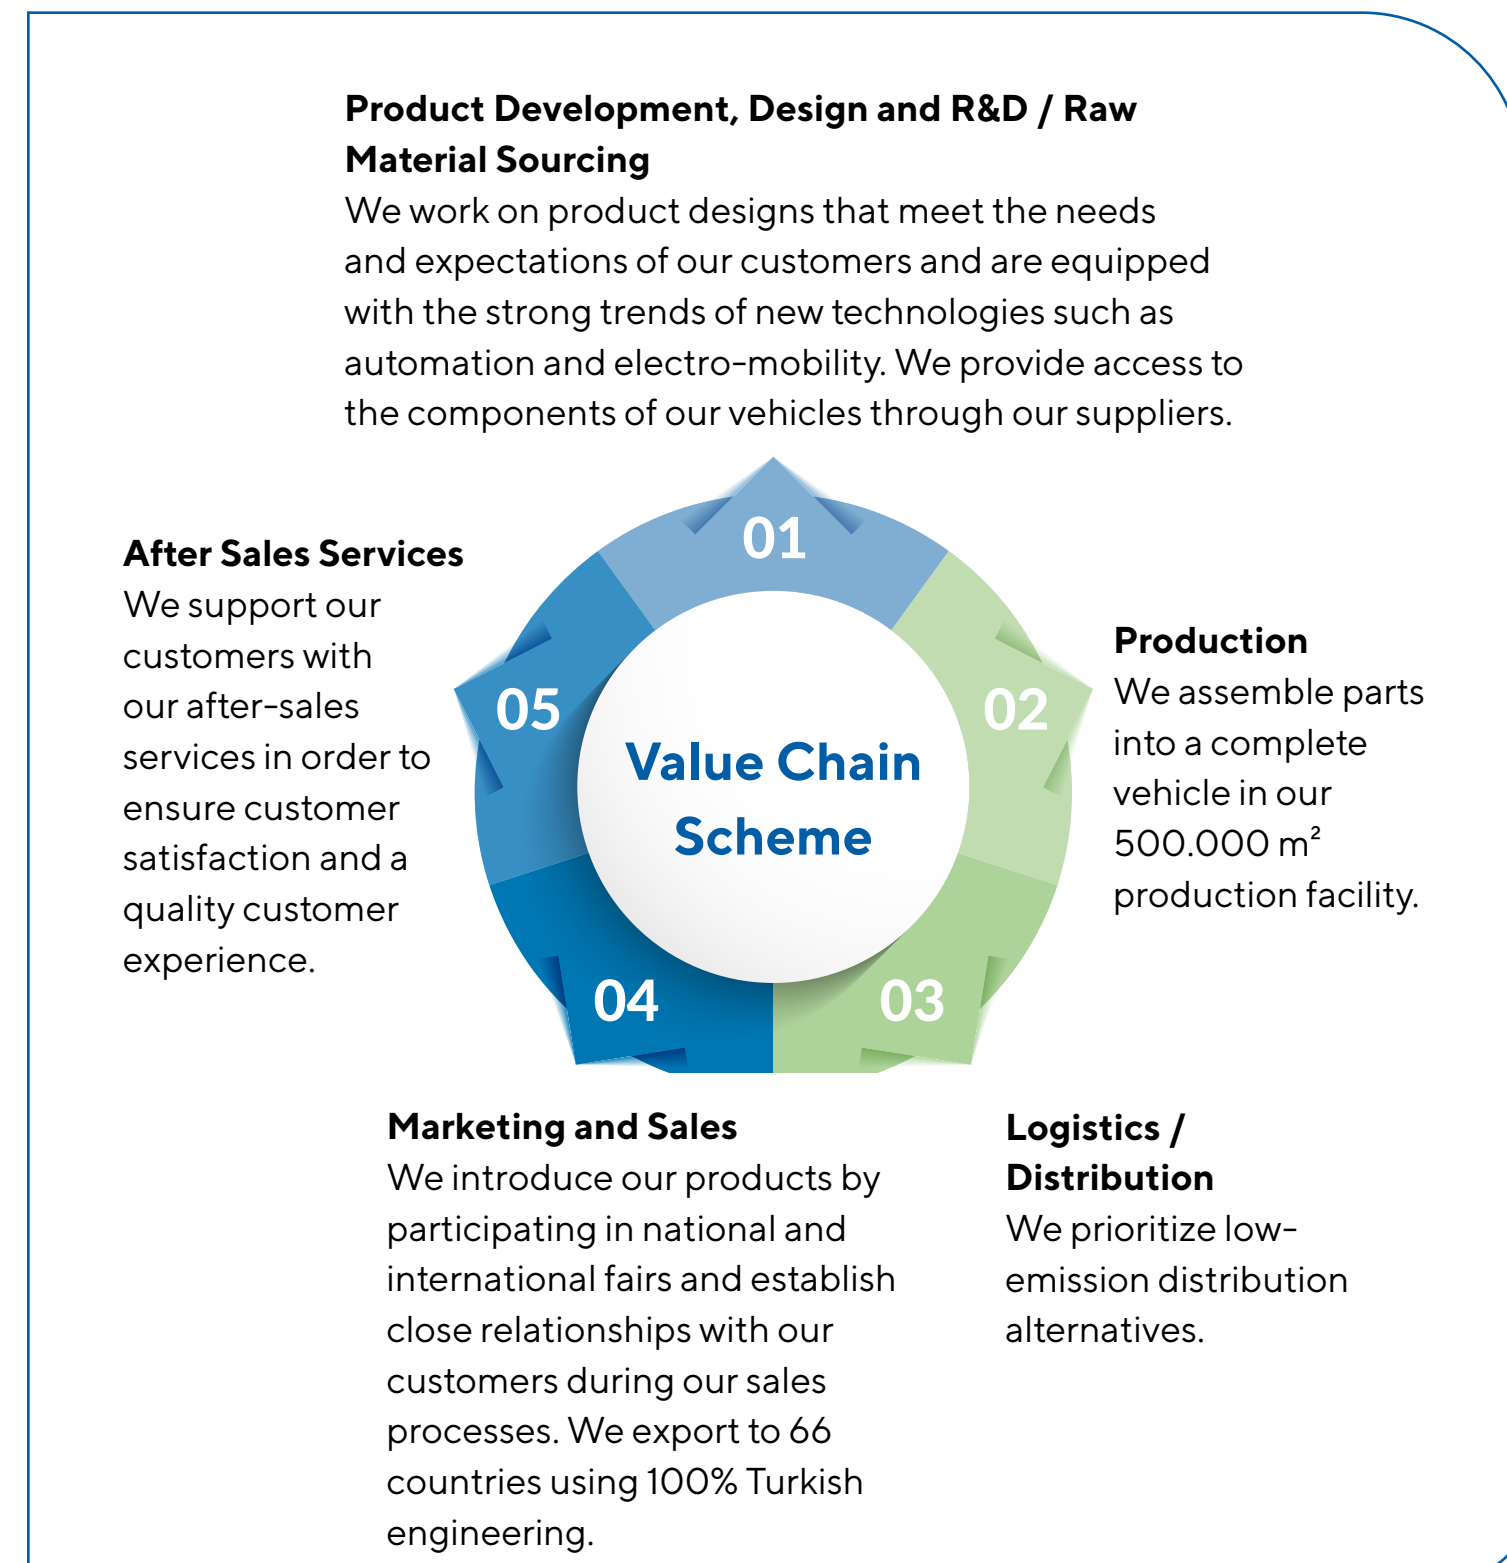 Product Development, Design and R&D / Raw
Material Sourcing
We work on product designs that meet the needs
and expectations of our customers and are equipped
with the strong trends of new technologies such as
automation and electro-mobility. We provide access to
the components of our vehicles through our suppliers.
01
After Sales Services
We support our
customers with
our after-sales
services in order to
ensure customer
satisfaction and a
quality customer
experience.
05
Value Chain
Scheme
02
Production
We assemble parts
into a complete
vehicle in our
500.000 m²
production facility.
04
03
Marketing and Sales
We introduce our products by
participating in national and
international fairs and establish
close relationships with our
customers during our sales
processes. We export to 66
countries using 100% Turkish
engineering.
Logistics /
Distribution
We prioritize low-
emission distribution
alternatives.